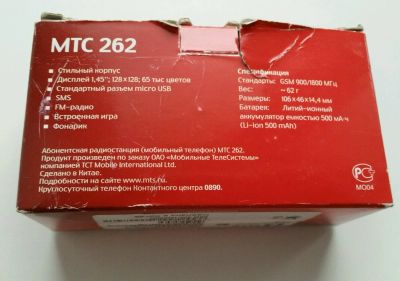 МТС 262
Стильный корпус
Дисплей 1,45"; 128x128; 65 тыс цветов
Стандартный разъем micro USB
SMS
FM-радио
Встроенная игра
Фонарик
Спецификация
Стандарты: GSM 900/1800 МГц
Вес: ~ 62 г
Размеры: 106 x 46 x 14,4 мм
Батарея: Литий-ионный
аккумулятор емкостью 500 мА·ч
(Li-ion 500 mAh)
Абонентская радиостанция (мобильный телефон) МТС 262.
Продукт произведен по заказу ОАО «Мобильные ТелеСистемы»
компанией TCT Mobile International Ltd.
Сделано в Китае.
Подробности на сайте www.mts.ru.
Круглосуточный телефон Контактного центра 0890.
МО04